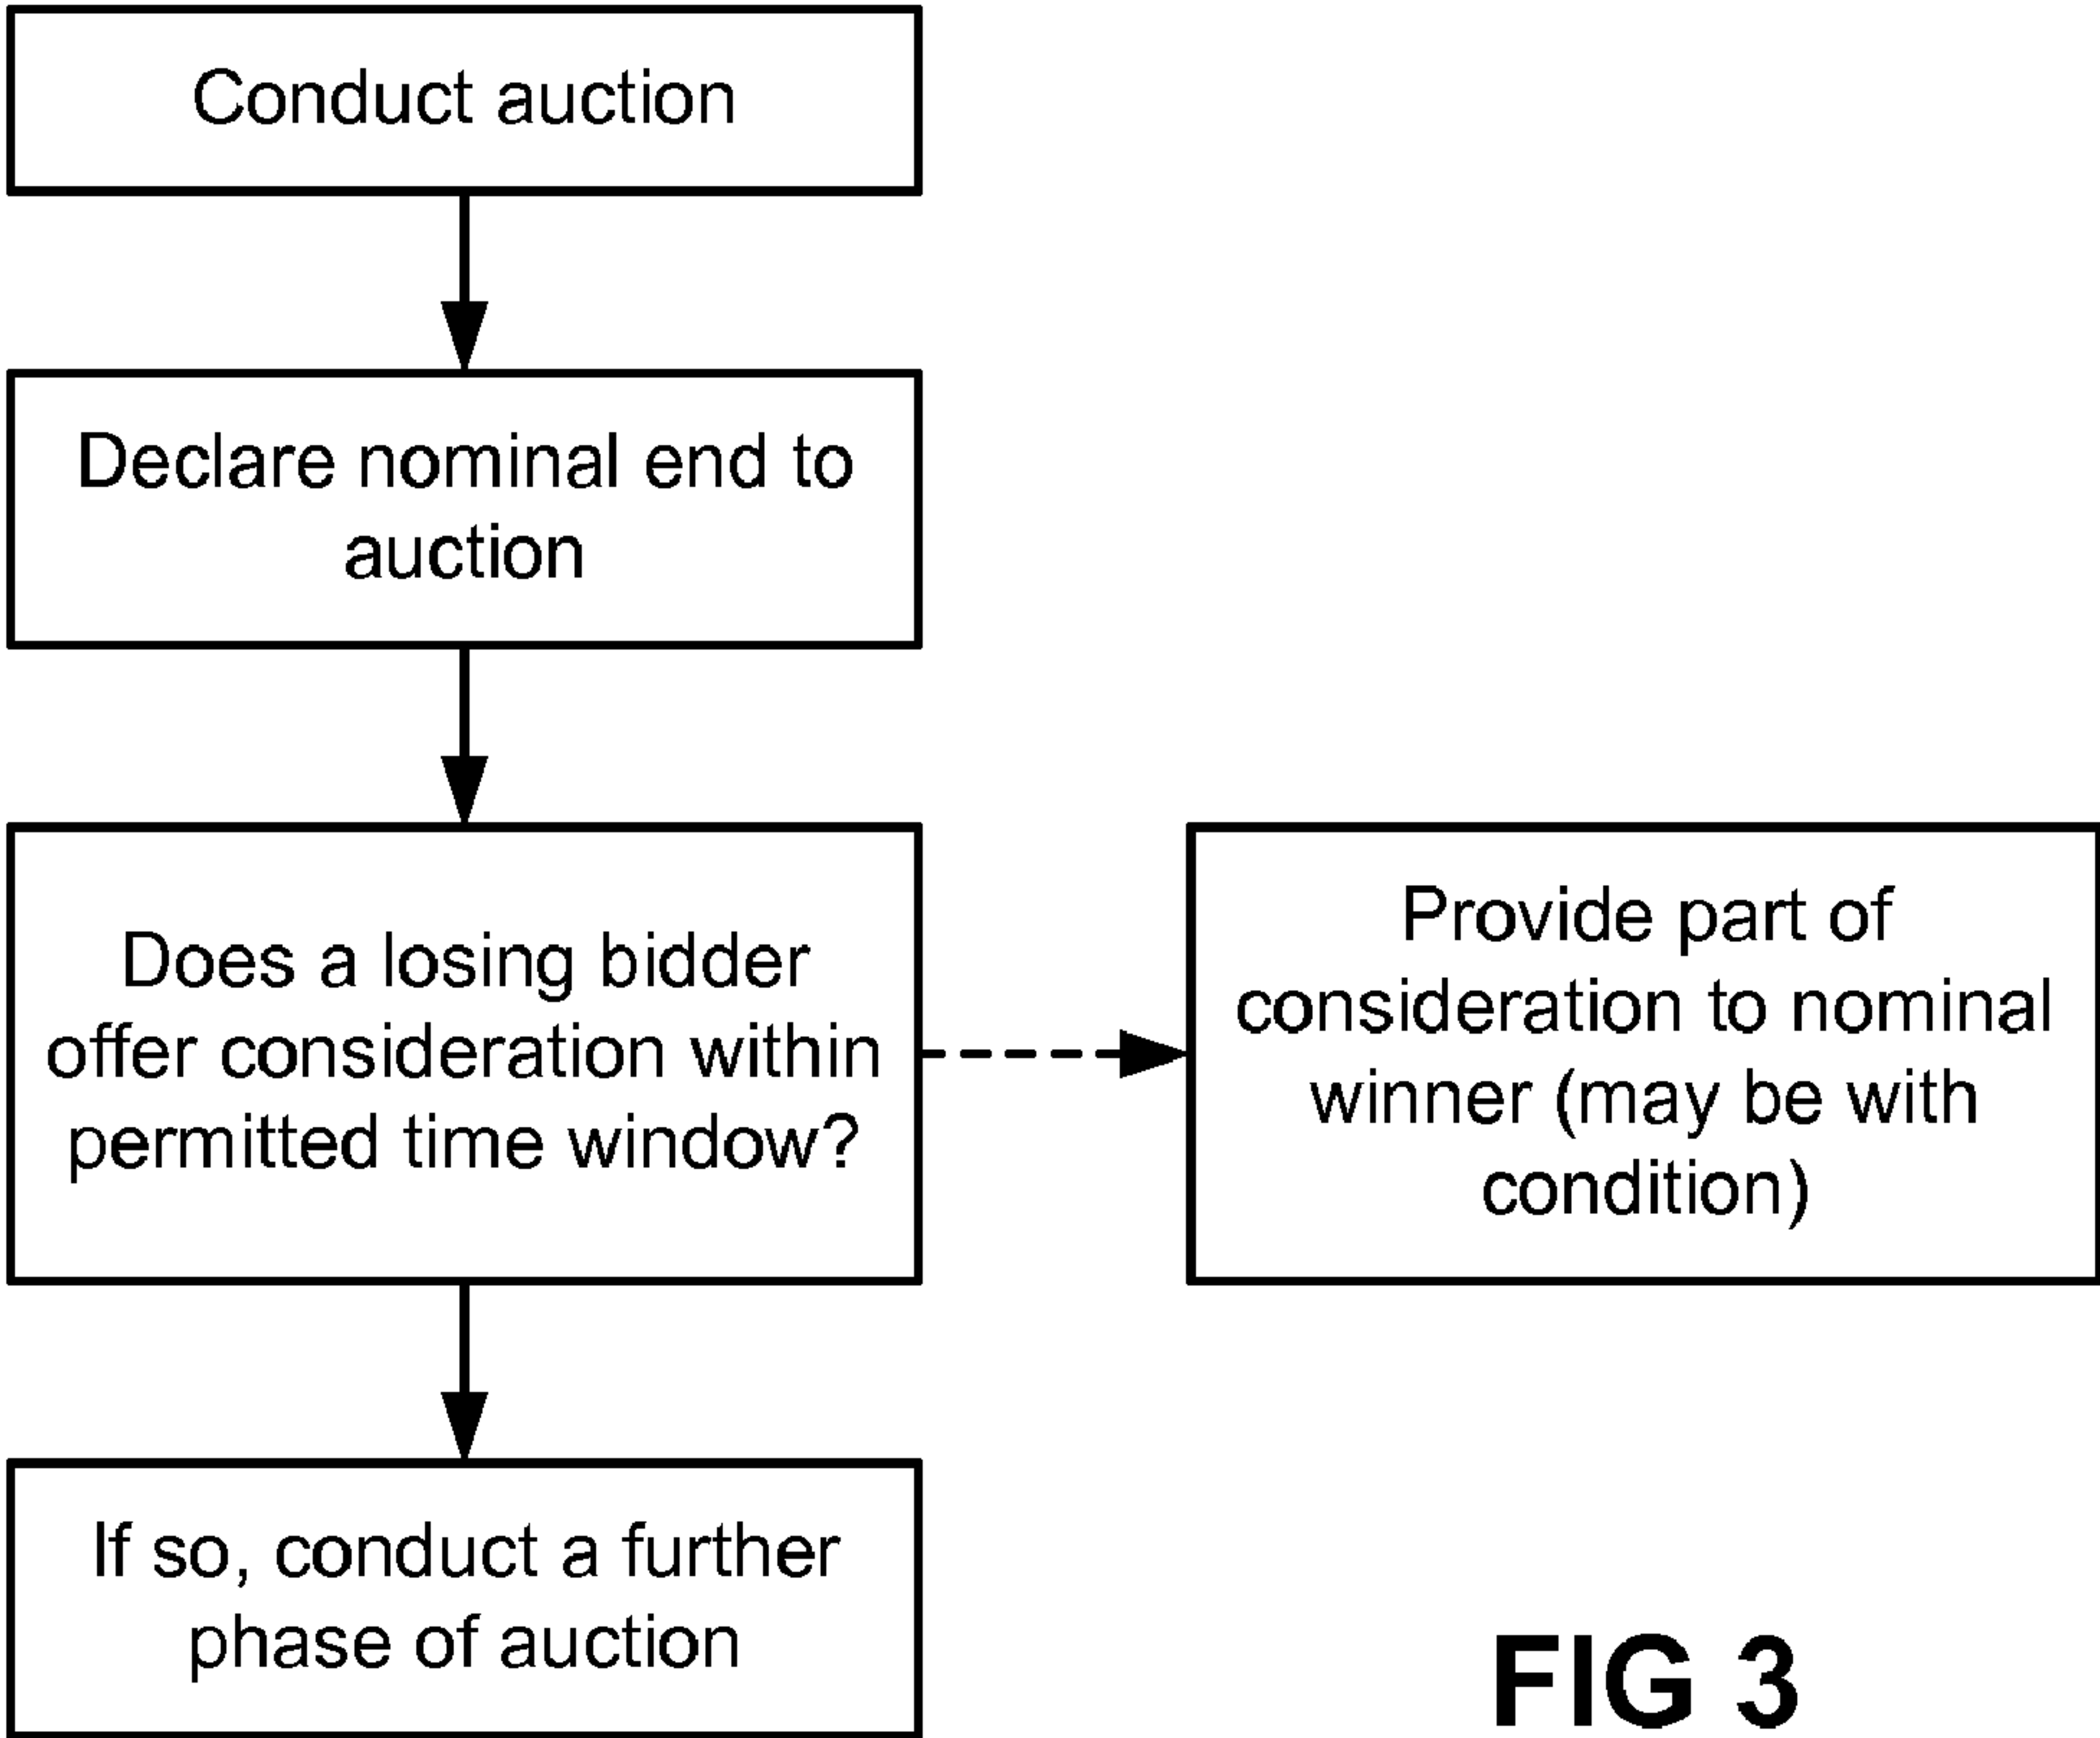 Conduct auction
Declare nominal end to
auction
Does a losing bidder
offer consideration within
permitted time window?
Provide part of
consideration to nominal
winner (may be with
condition)
If so, conduct a further
phase of auction
FIG 3